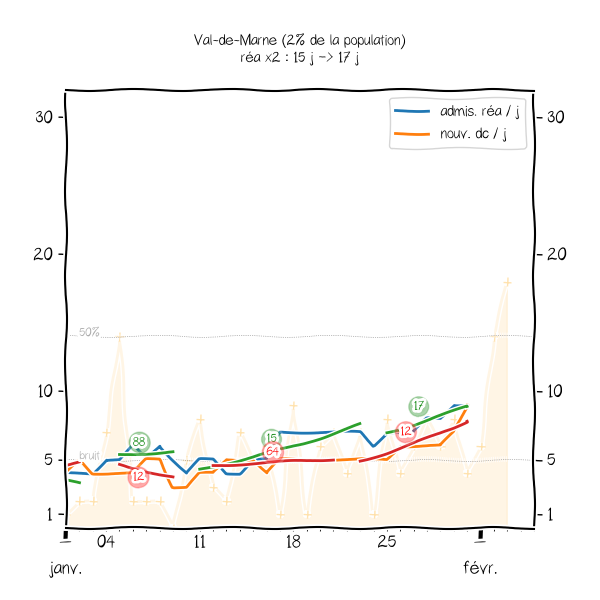 Val-de-Marne (2% de la population)
réa x2 : 15 j -> 17 j
admis. réa / j
nouv. dc / j
30 30
20 20
50%
10 10
17
88 15 12
64
12
bruit
5 5
1 1
04 11 18 25
janv. févr.